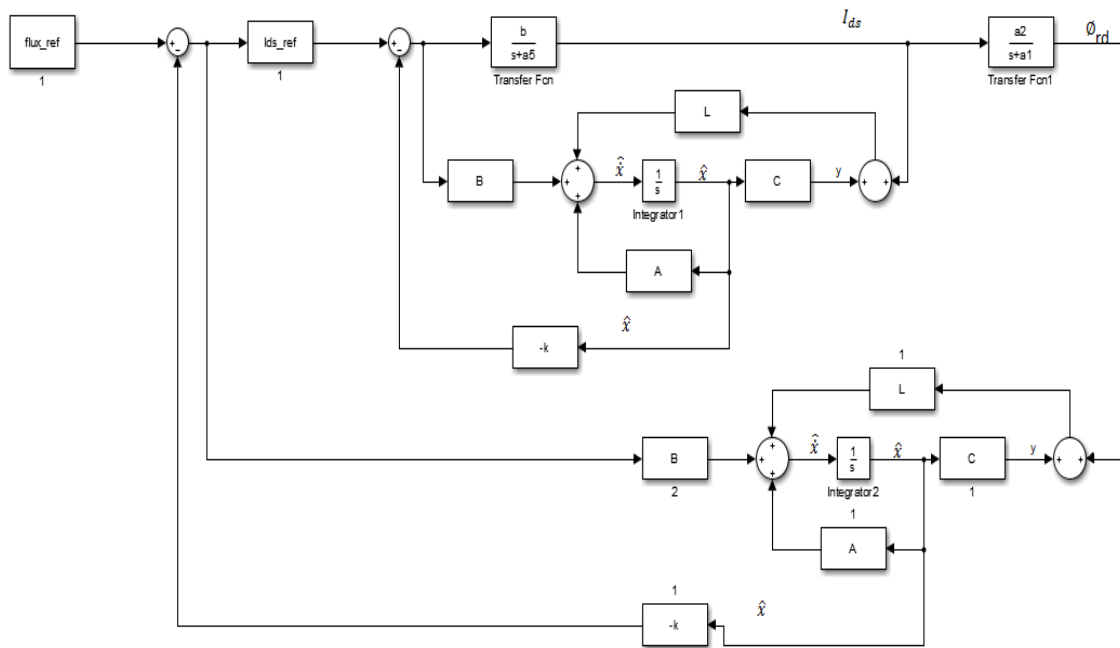 I_ds
flux_ref
1
+
-
Ids_ref
1
+
-
b
s+a5
Transfer Fcn
a2
s+a1
Transfer Fcn1
∅_rd
L
B
+
+
+
x̂̇
1
s
Integrator1
x̂
C
y
+
+
A
x̂
-k
1
L
B
2
+
+
+
x̂̇
1
s
Integrator2
x̂
C
1
y
+
+
1
A
1
-k
x̂